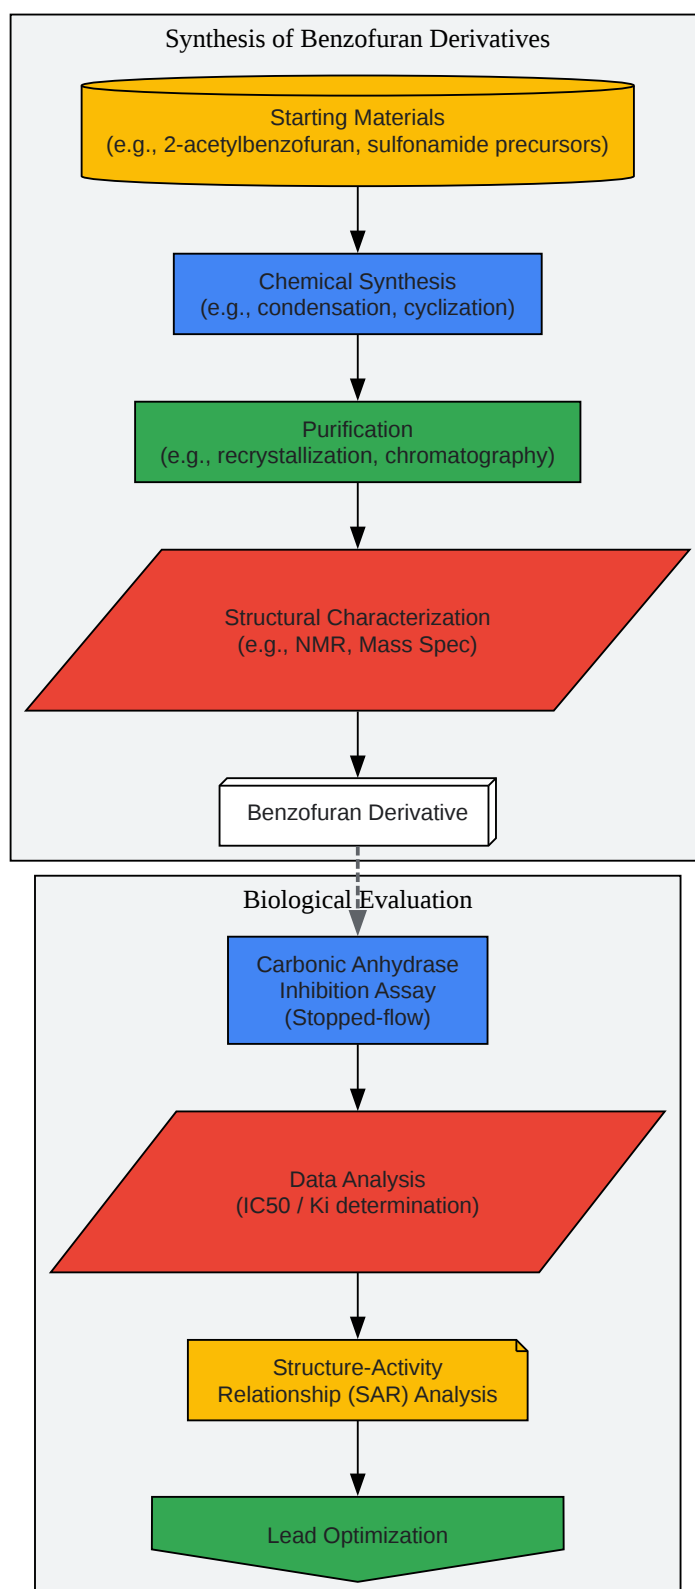 Synthesis of Benzofuran Derivatives
Starting Materials
(e.g., 2-acetylbenzofuran, sulfonamide precursors)
Chemical Synthesis
(e.g., condensation, cyclization)
Purification
(e.g., recrystallization, chromatography)
Structural Characterization
(e.g., NMR, Mass Spec)
Benzofuran Derivative
Biological Evaluation
Carbonic Anhydrase
Inhibition Assay
(Stopped-flow)
Data Analysis
(IC50 / Ki determination)
Structure-Activity
Relationship (SAR) Analysis
Lead Optimization